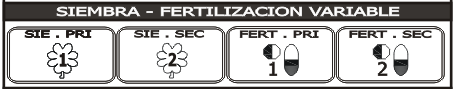 SIEMBRA - FERTILIZACION VARIABLE
SIE . PRI SIE . SEC FERT . PRI FERT . SEC
1 2 1 2